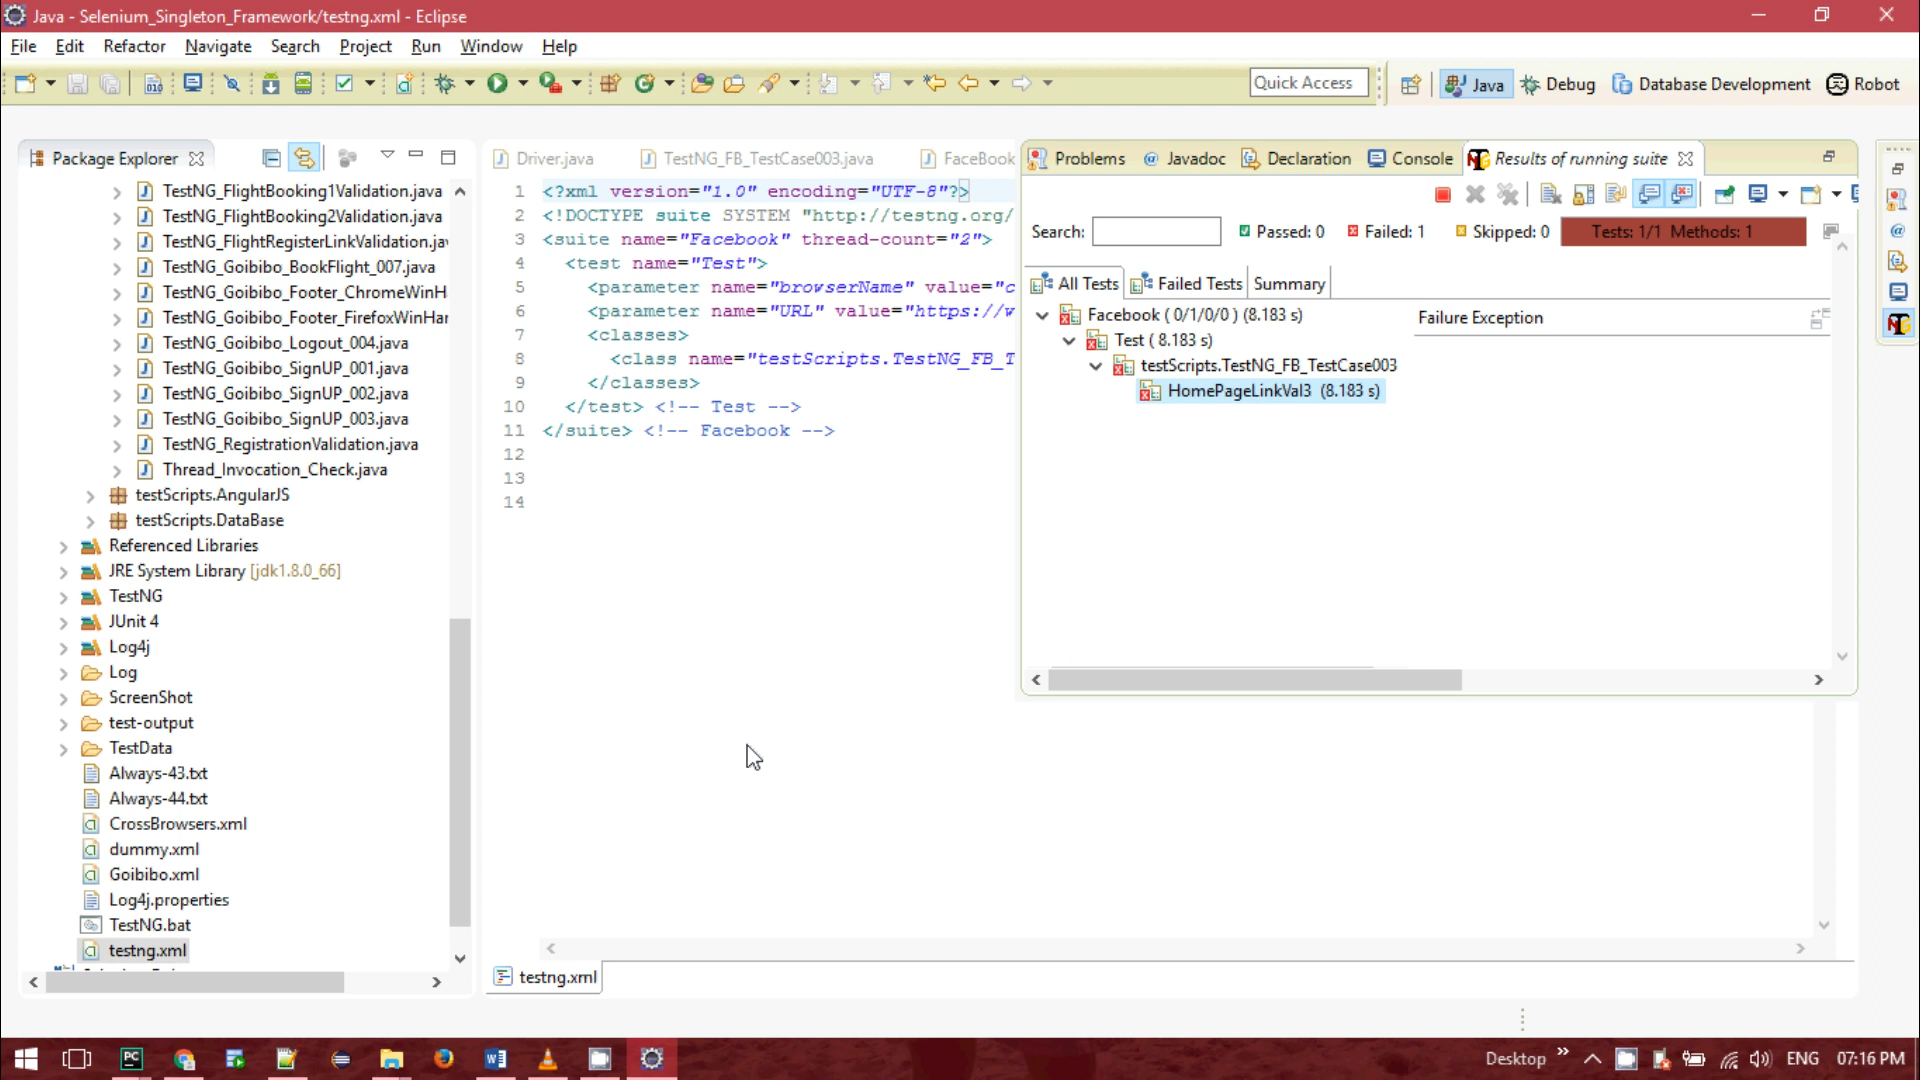 Java - Selenium_Singleton_Framework/testng.xml - Eclipse
File Edit Refactor Navigate Search Project Run Window Help
Quick Access Java Debug Database Development Robot
Package Explorer
TestNG_FlightBooking1Validation.java
TestNG_FlightBooking2Validation.java
TestNG_FlightRegisterLinkValidation.jav
TestNG_Goibibo_BookFlight_007.java
TestNG_Goibibo_Footer_ChromeWinH
TestNG_Goibibo_Footer_FirefoxWinHar
TestNG_Goibibo_Logout_004.java
TestNG_Goibibo_SignUP_001.java
TestNG_Goibibo_SignUP_002.java
TestNG_Goibibo_SignUP_003.java
TestNG_RegistrationValidation.java
Thread_Invocation_Check.java
testScripts.AngularJS
testScripts.DataBase
Referenced Libraries
JRE System Library [jdk1.8.0_66]
TestNG
JUnit 4
Log4j
Log
ScreenShot
test-output
TestData
Always-43.txt
Always-44.txt
CrossBrowsers.xml
dummy.xml
Goibibo.xml
Log4j.properties
TestNG.bat
testng.xml
Driver.java TestNG_FB_TestCase003.java FaceBook
1 <?xml version="1.0" encoding="UTF-8"?>
2 <!DOCTYPE suite SYSTEM "http://testng.org/
3 <suite name="Facebook" thread-count="2">
4 <test name="Test">
5 <parameter name="browserName" value="c
6 <parameter name="URL" value="https://w
7 <classes>
8 <class name="testScripts.TestNG_FB_T
9 </classes>
10 </test> <!-- Test -->
11 </suite> <!-- Facebook -->
12
13
14
testng.xml
Problems @ Javadoc Declaration Console Results of running suite
Search: Passed: 0 Failed: 1 Skipped: 0 Tests: 1/1 Methods: 1
All Tests Failed Tests Summary
Facebook ( 0/1/0/0 ) (8.183 s)
Test ( 8.183 s)
testScripts.TestNG_FB_TestCase003
HomePageLinkVal3 (8.183 s)
Failure Exception
Desktop ENG 07:16 PM